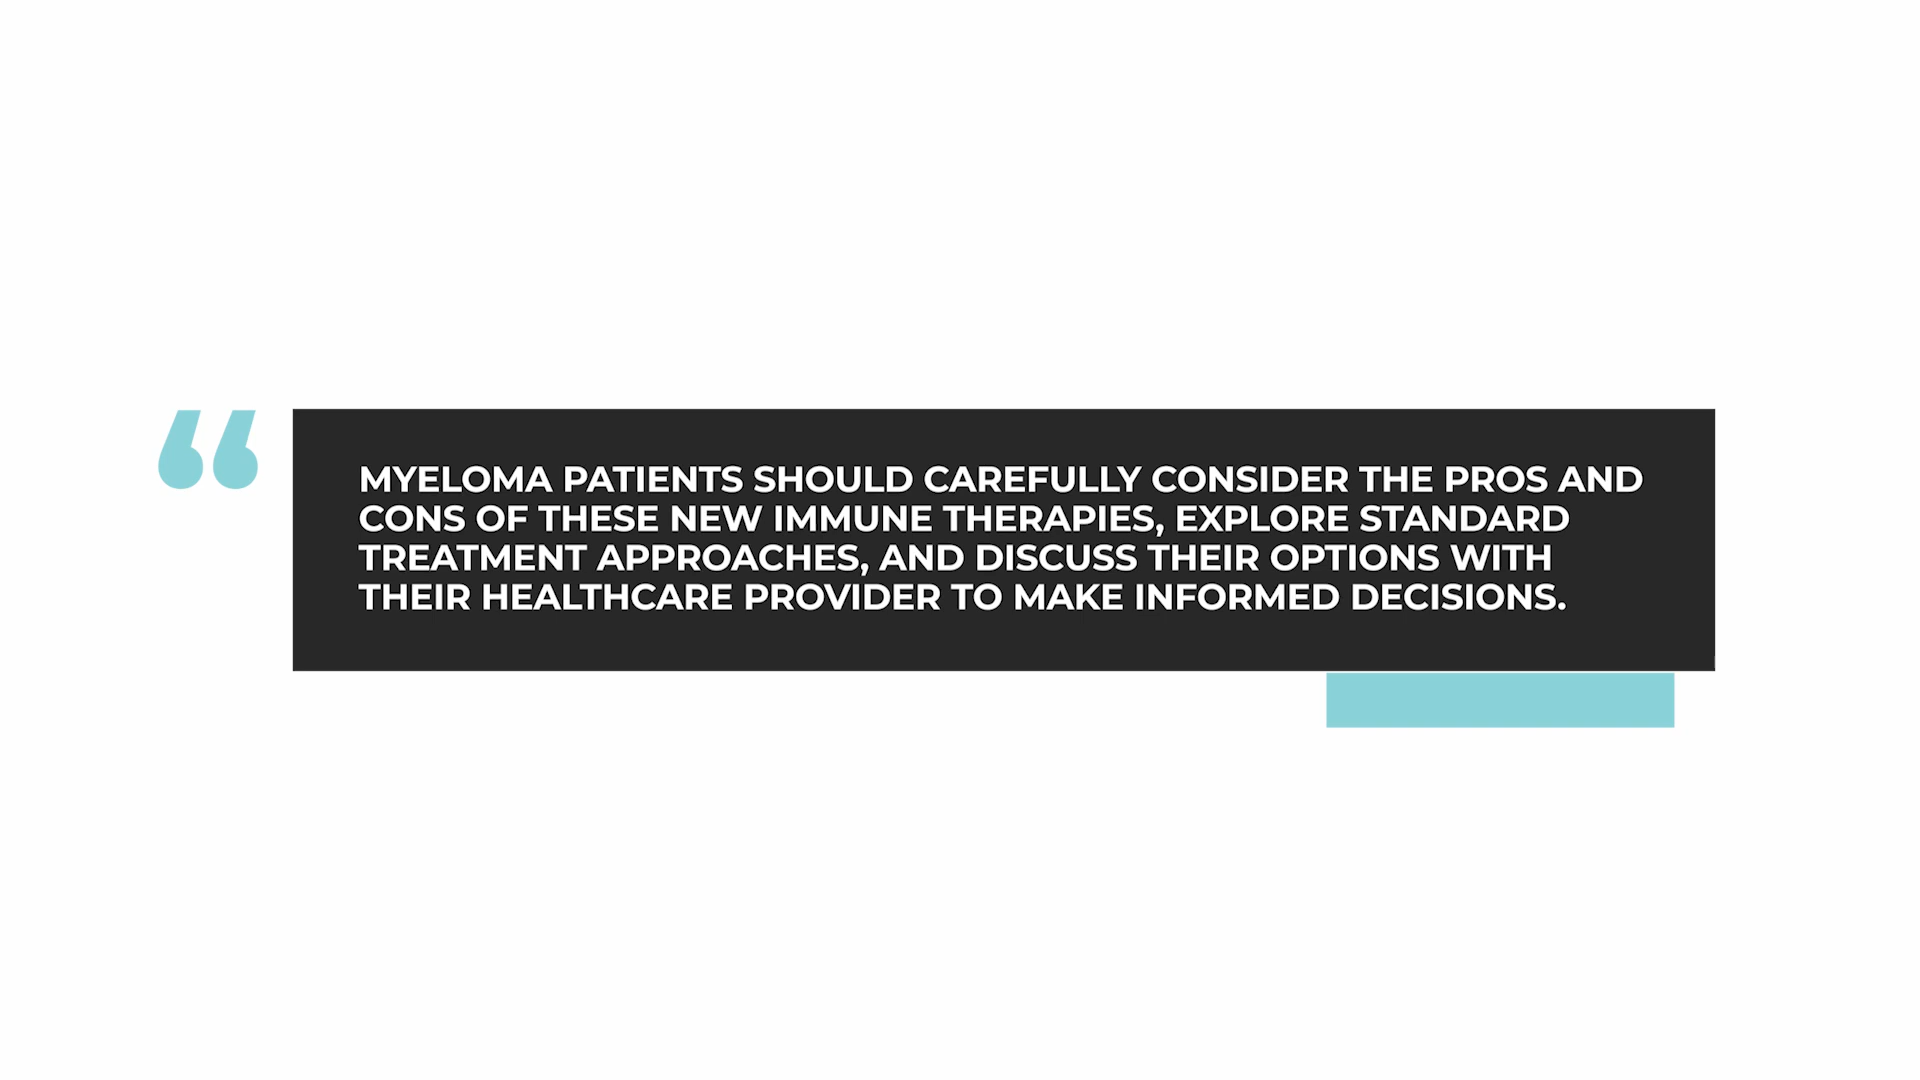 “
MYELOMA PATIENTS SHOULD CAREFULLY CONSIDER THE PROS AND
CONS OF THESE NEW IMMUNE THERAPIES, EXPLORE STANDARD
TREATMENT APPROACHES, AND DISCUSS THEIR OPTIONS WITH
THEIR HEALTHCARE PROVIDER TO MAKE INFORMED DECISIONS.